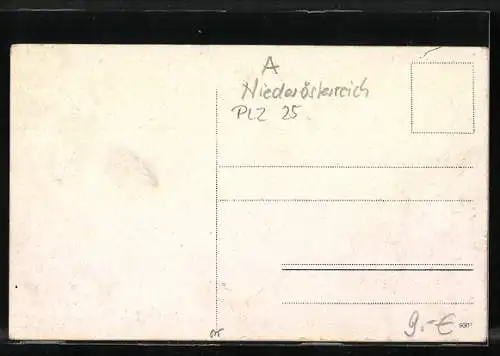 A
Niederösterreich
PLZ 25
9.-€